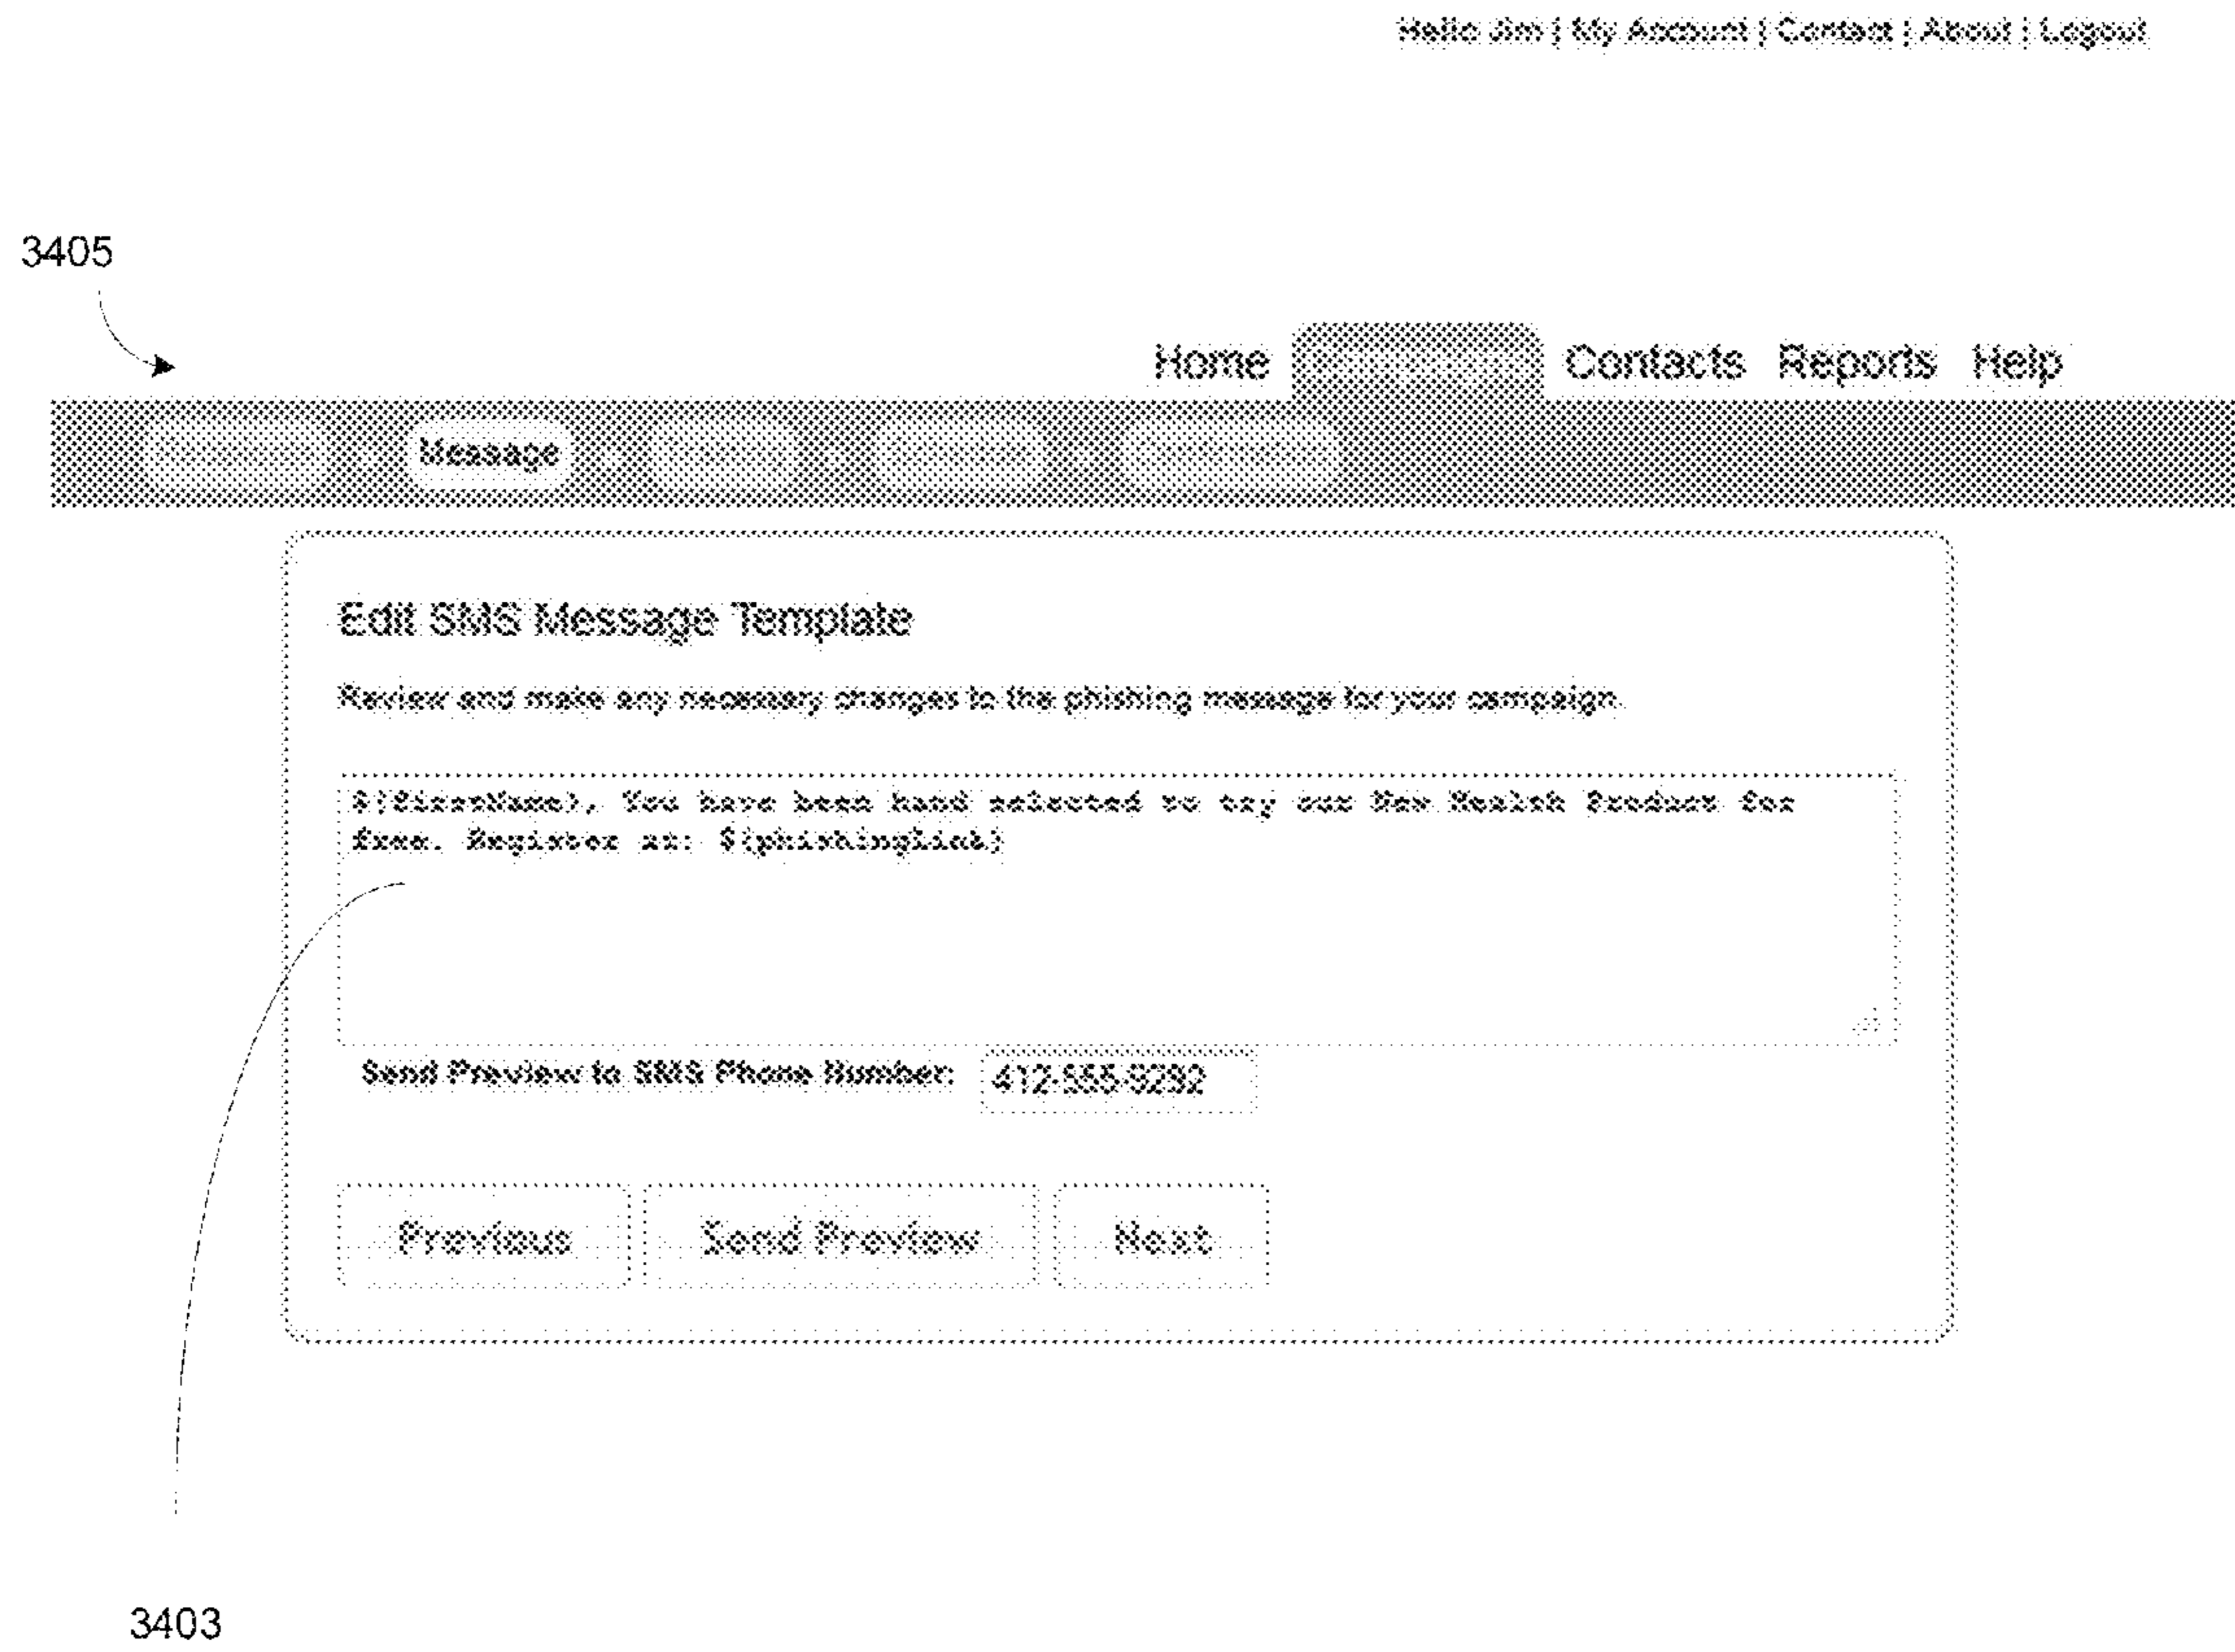 Hello Jim | My Account | Contact | About | Logout
3405
Home Contacts Reports Help
Message
Edit SMS Message Template
Review and make any necessary changes to the phishing message for your campaign.
${FirstName}, You have been hand selected to try our New Health Product for
free. Register at: ${phishingLink}
Send Preview to SMS Phone Number: 412-555-9292
Previous Send Preview Next
3403